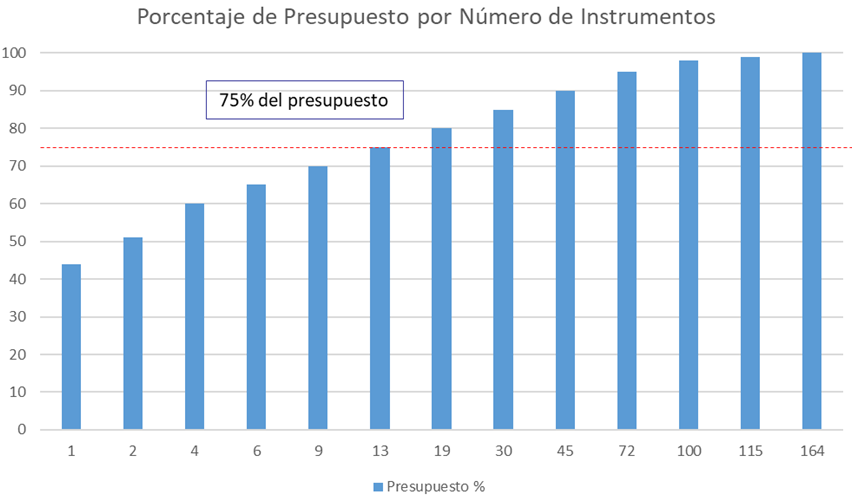 Porcentaje de Presupuesto por Número de Instrumentos
100
90
80
70
60
50
40
30
20
10
0
75% del presupuesto
1 2 4 6 9 13 19 30 45 72 100 115 164
Presupuesto %